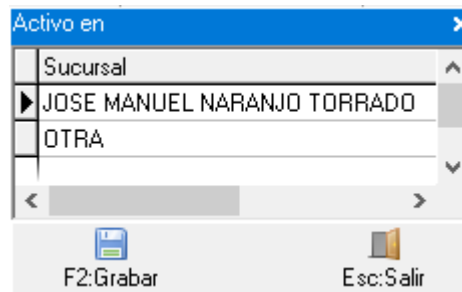 Activo en
Sucursal
JOSE MANUEL NARANJO TORRADO
OTRA
F2:Grabar Esc:Salir